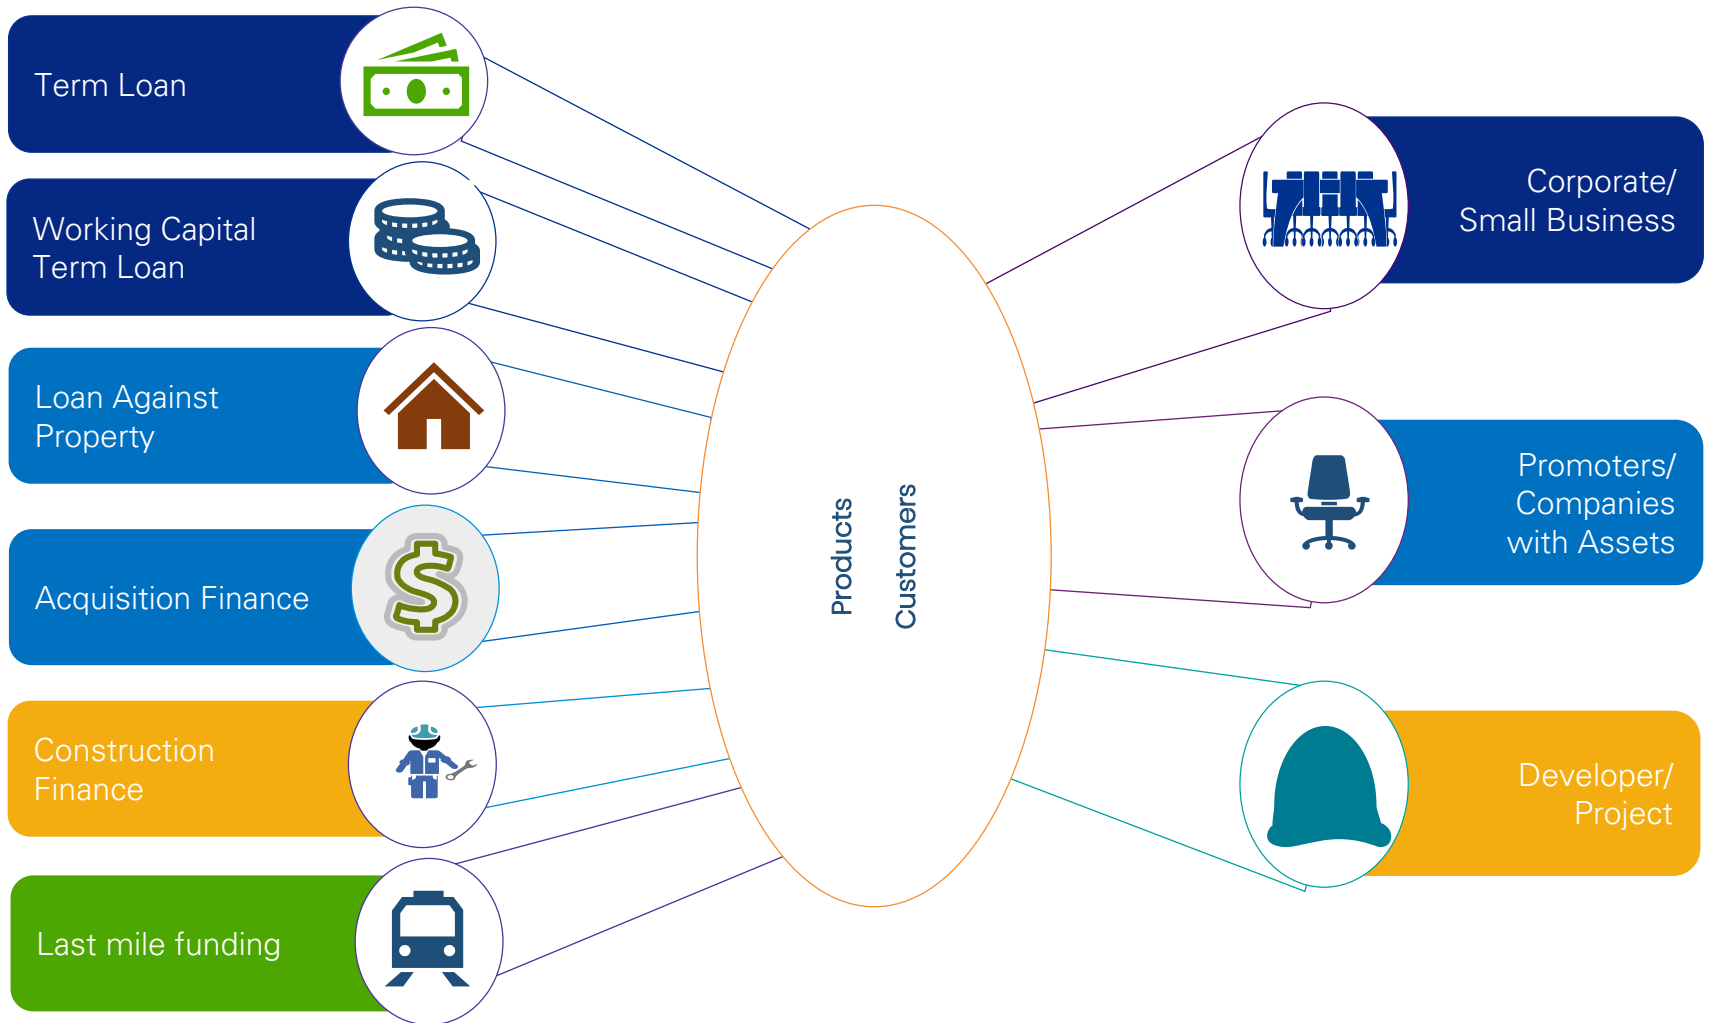 Term Loan
Working Capital
Term Loan
Loan Against
Property
Acquisition Finance
Construction
Finance
Last mile funding
Products
Customers
Corporate/
Small Business
Promoters/
Companies
with Assets
Developer/
Project